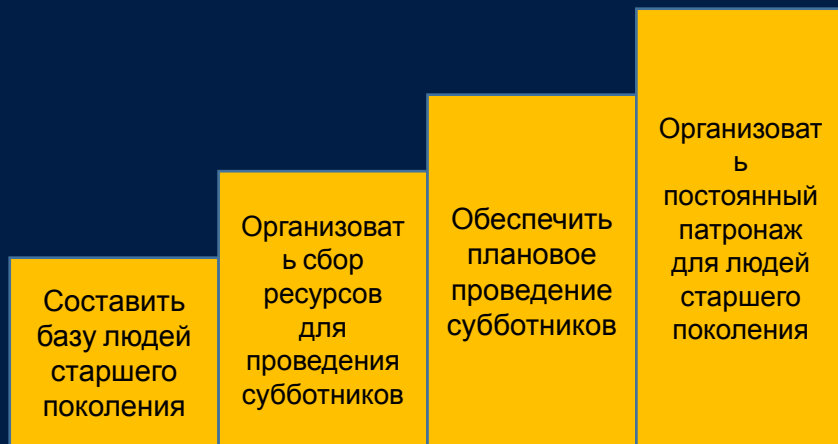 Составить
базу людей
старшего
поколения
Организоват
ь сбор
ресурсов
для
проведения
субботников
Обеспечить
плановое
проведение
субботников
Организоват
ь
постоянный
патронаж
для людей
старшего
поколения